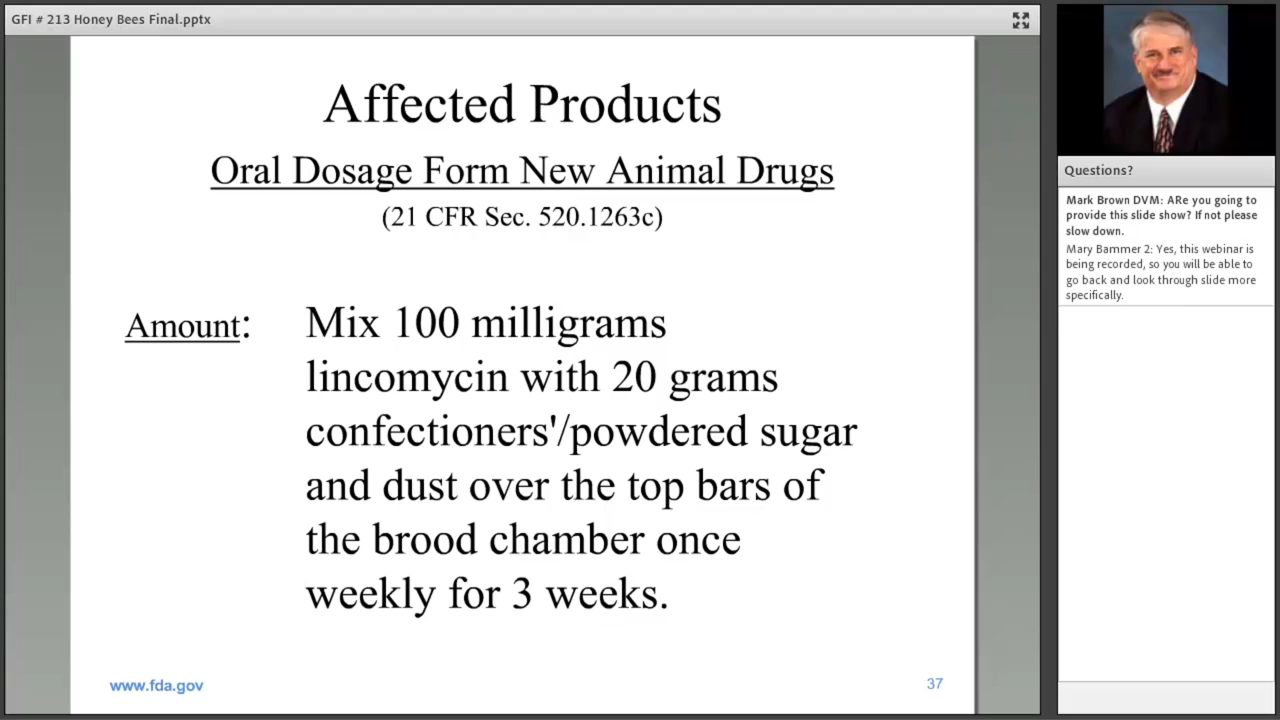 GFI # 213 Honey Bees Final.pptx
Affected Products
Oral Dosage Form New Animal Drugs
(21 CFR Sec. 520.1263c)
Amount: Mix 100 milligrams
lincomycin with 20 grams
confectioners'/powdered sugar
and dust over the top bars of
the brood chamber once
weekly for 3 weeks.
www.fda.gov
37
Questions?
Mark Brown DVM: ARe you going to
provide this slide show? If not please
slow down.
Mary Bammer 2: Yes, this webinar is
being recorded, so you will be able to
go back and look through slide more
specifically.